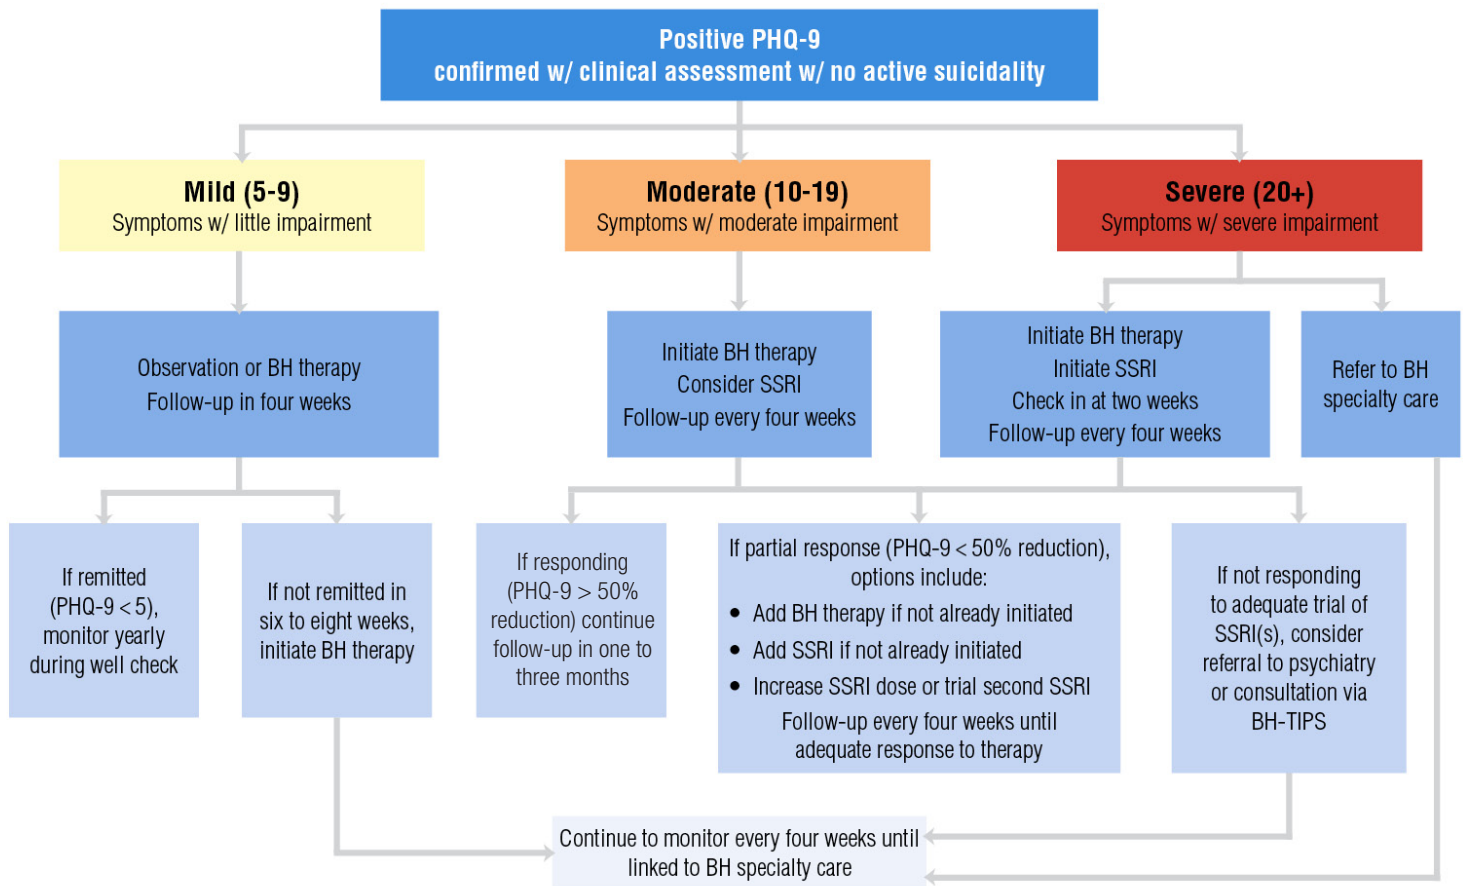 Positive PHQ-9
confirmed w/ clinical assessment w/ no active suicidality
Mild (5-9)
Symptoms w/ little impairment
Moderate (10-19)
Symptoms w/ moderate impairment
Severe (20+)
Symptoms w/ severe impairment
Observation or BH therapy
Follow-up in four weeks
Initiate BH therapy
Consider SSRI
Follow-up every four weeks
Initiate BH therapy
Initiate SSRI
Check in at two weeks
Follow-up every four weeks
Refer to BH
specialty care
If remitted
(PHQ-9 < 5),
monitor yearly
during well check
If not remitted in
six to eight weeks,
initiate BH therapy
If responding
(PHQ-9 > 50%
reduction) continue
follow-up in one to
three months
If partial response (PHQ-9 < 50% reduction),
options include:
• Add BH therapy if not already initiated
• Add SSRI if not already initiated
• Increase SSRI dose or trial second SSRI
Follow-up every four weeks until
adequate response to therapy
If not responding
to adequate trial of
SSRI(s), consider
referral to psychiatry
or consultation via
BH-TIPS
Continue to monitor every four weeks until
linked to BH specialty care